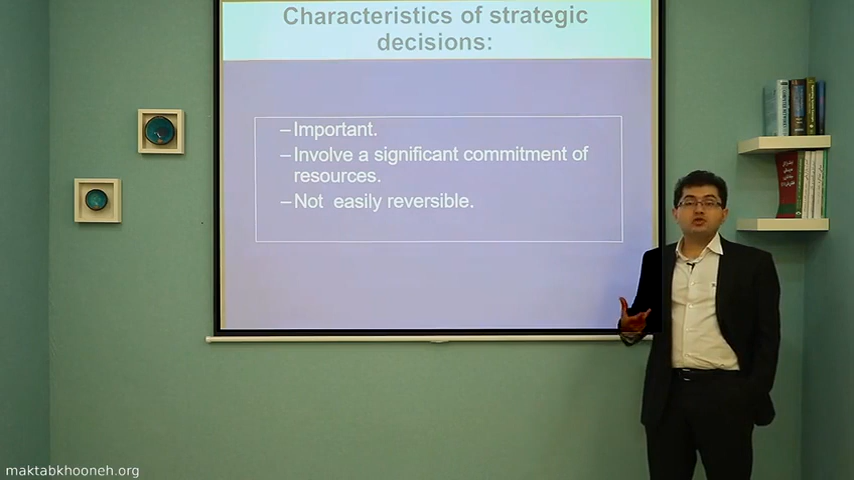 Characteristics of strategic
decisions:
–Important.
–Involve a significant commitment of
resources.
–Not easily reversible.
maktabkhooneh.org